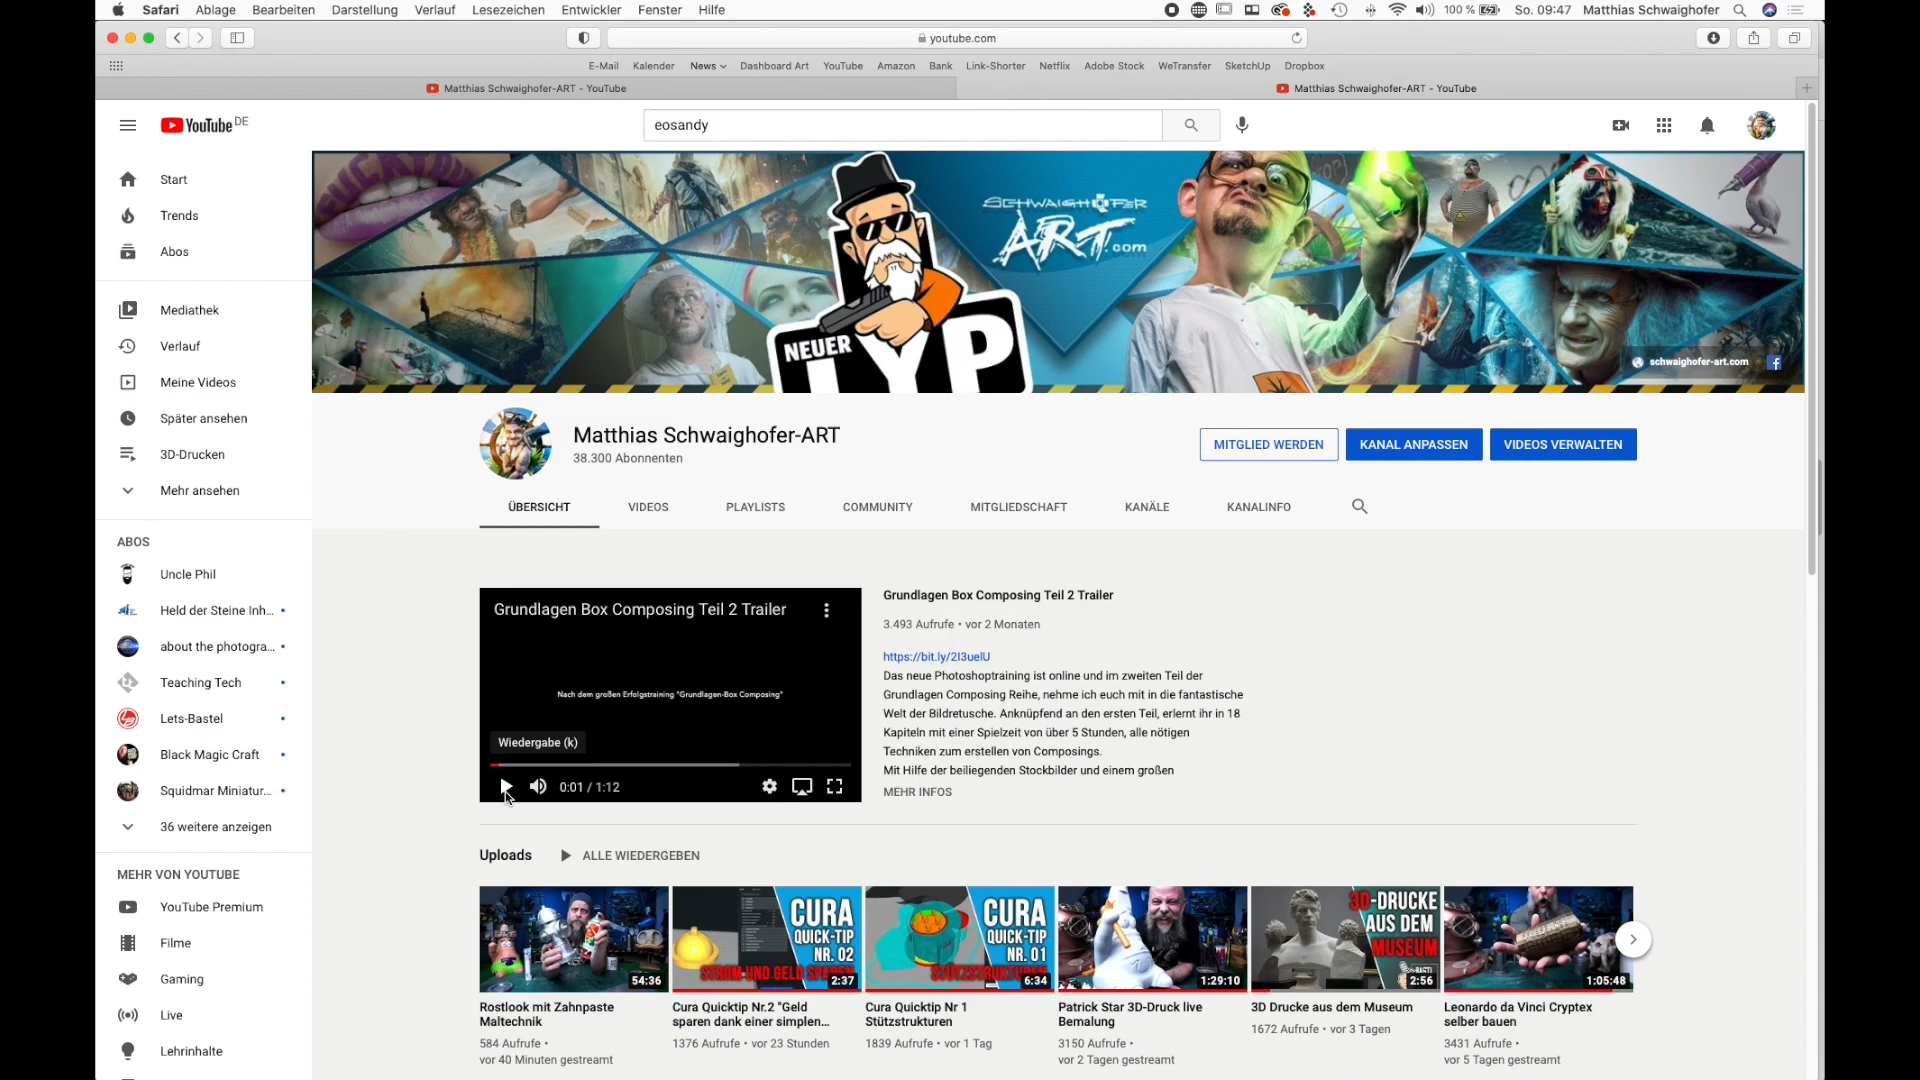 Safari Ablage Bearbeiten Darstellung Verlauf Lesezeichen Entwickler Fenster Hilfe 100 % So. 09:47 Matthias Schwaighofer
youtube.com
E-Mail Kalender News Dashboard Art YouTube Amazon Bank Link-Shorter Netflix Adobe Stock WeTransfer SketchUp Dropbox
Matthias Schwaighofer-ART - YouTube Matthias Schwaighofer-ART - YouTube
YouTube DE
eosandy
Start
Trends
Abos
Mediathek
Verlauf
Meine Videos
Später ansehen
3D-Drucken
Mehr ansehen
ABOS
Uncle Phil
Held der Steine Inh...
about the photogra...
Teaching Tech
Lets-Bastel
Black Magic Craft
Squidmar Miniatur...
36 weitere anzeigen
MEHR VON YOUTUBE
YouTube Premium
Filme
Gaming
Live
Lehrinhalte
SCHWAIGHOFER
ART.com
NEUER
TYP
schwaighofer-art.com
Matthias Schwaighofer-ART
38.300 Abonnenten
MITGLIED WERDEN KANAL ANPASSEN VIDEOS VERWALTEN
ÜBERSICHT VIDEOS PLAYLISTS COMMUNITY MITGLIEDSCHAFT KANÄLE KANALINFO
Grundlagen Box Composing Teil 2 Trailer
Nach dem großen Erfolgstraining "Grundlagen-Box Composing"
Wiedergabe (k)
0:01 / 1:12
Grundlagen Box Composing Teil 2 Trailer
3.493 Aufrufe • vor 2 Monaten
https://bit.ly/2I3uelU
Das neue Photoshoptraining ist online und im zweiten Teil der
Grundlagen Composing Reihe, nehme ich euch mit in die fantastische
Welt der Bildretusche. Anknüpfend an den ersten Teil, erlernt ihr in 18
Kapiteln mit einer Spielzeit von über 5 Stunden, alle nötigen
Techniken zum erstellen von Composings.
Mit Hilfe der beiliegenden Stockbilder und einem großen
MEHR INFOS
Uploads ALLE WIEDERGEBEN
54:36
Rostlook mit Zahnpaste
Maltechnik
584 Aufrufe •
vor 40 Minuten gestreamt
CURA
QUICK-TIP
NR. 02
STROM UND GELD SPAREN
2:37
Cura Quicktip Nr.2 "Geld
sparen dank einer simplen...
1376 Aufrufe • vor 23 Stunden
CURA
QUICK-TIP
NR. 01
STÜTZSTRUKTUREN
6:34
Cura Quicktip Nr 1
Stützstrukturen
1839 Aufrufe • vor 1 Tag
1:29:10
Patrick Star 3D-Druck live
Bemalung
3150 Aufrufe •
vor 2 Tagen gestreamt
3D-DRUCKE
AUS DEM
MUSEUM
2:56
3D Drucke aus dem Museum
1672 Aufrufe • vor 3 Tagen
1:05:48
Leonardo da Vinci Cryptex
selber bauen
3431 Aufrufe •
vor 5 Tagen gestreamt